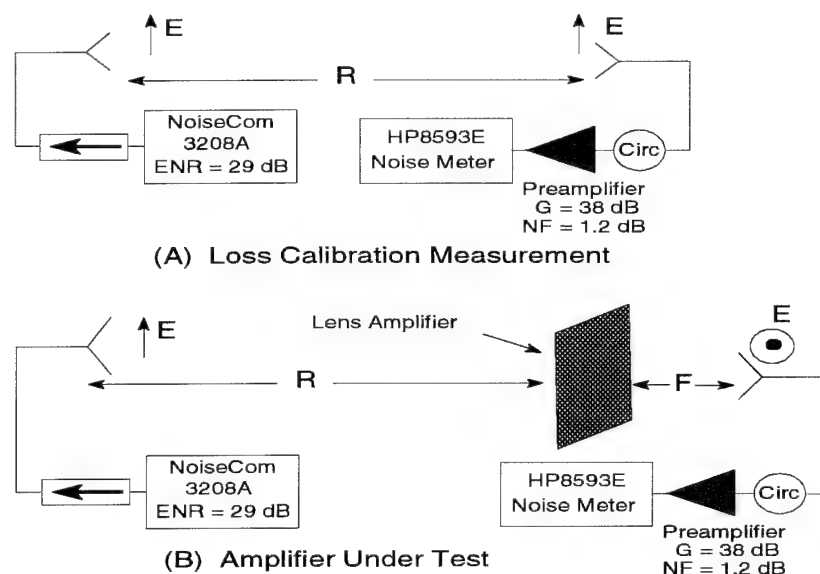 E
E
R
NoiseCom
3208A
ENR = 29 dB
HP8593E
Noise Meter
Circ
Preamplifier
G = 38 dB
NF = 1.2 dB
(A) Loss Calibration Measurement
E
Lens Amplifier
E
R
F
NoiseCom
3208A
ENR = 29 dB
HP8593E
Noise Meter
Circ
Preamplifier
G = 38 dB
NF = 1.2 dB
(B) Amplifier Under Test